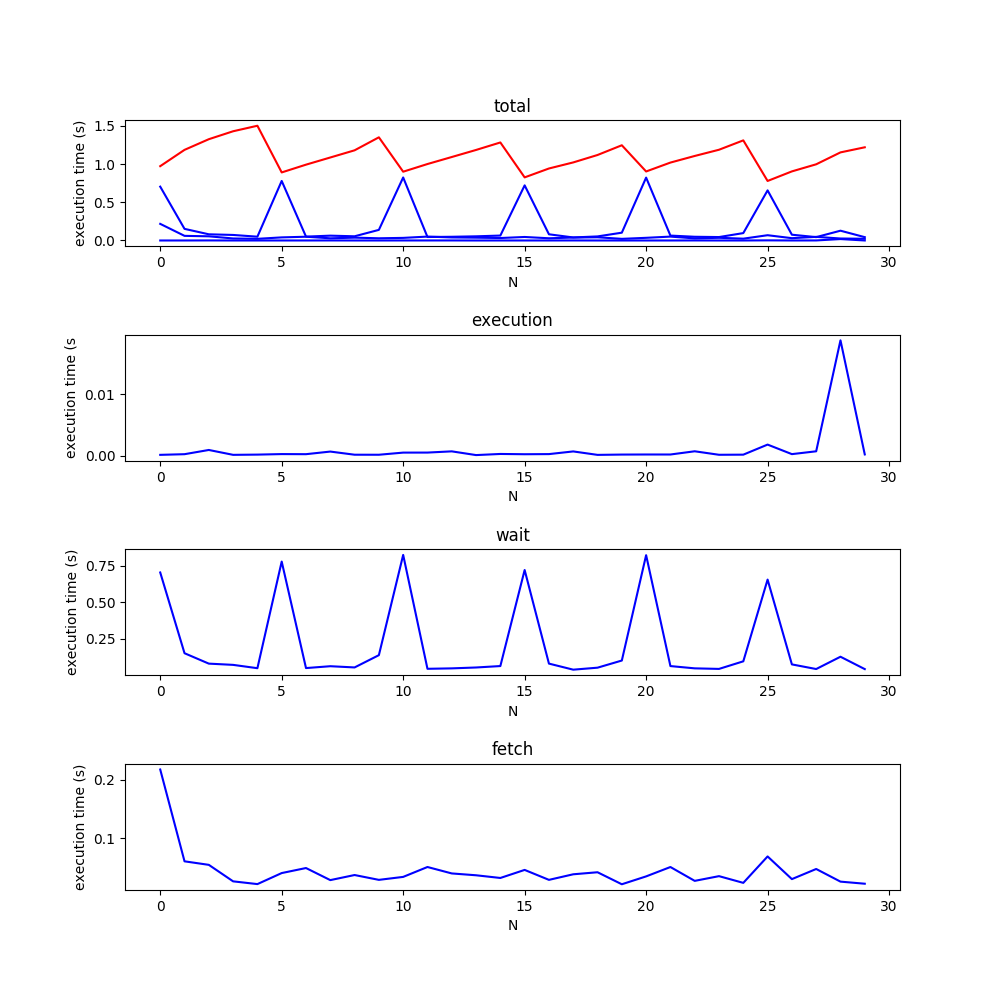 total
execution time (s)
1.5
1.0
0.5
0.0
0 5 10 15 20 25 30
N
execution
execution time (s
0.01
0.00
0 5 10 15 20 25 30
N
wait
execution time (s)
0.75
0.50
0.25
0 5 10 15 20 25 30
N
fetch
execution time (s)
0.2
0.1
0 5 10 15 20 25 30
N